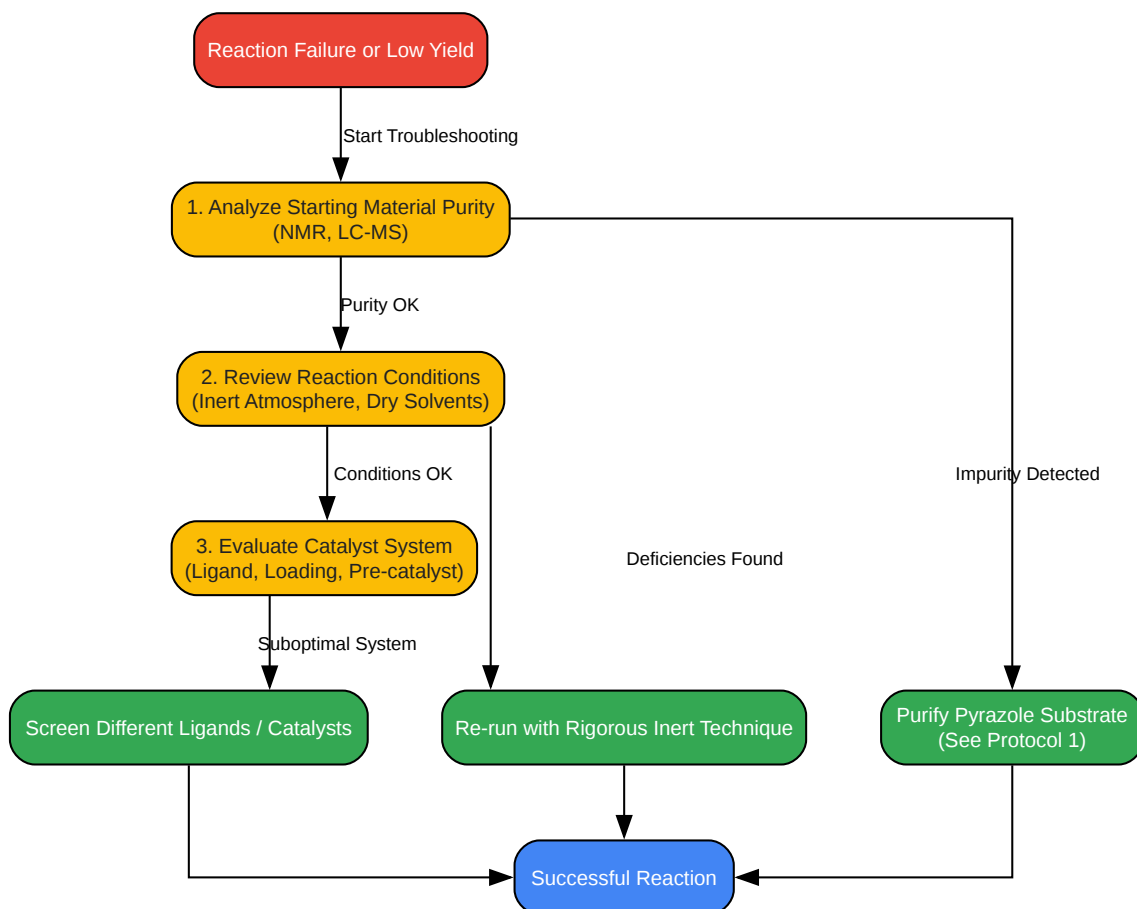 Reaction Failure or Low Yield
Start Troubleshooting
1. Analyze Starting Material Purity
(NMR, LC-MS)
Purity OK
2. Review Reaction Conditions
(Inert Atmosphere, Dry Solvents)
Conditions OK
Impurity Detected
3. Evaluate Catalyst System
(Ligand, Loading, Pre-catalyst)
Deficiencies Found
Suboptimal System
Screen Different Ligands / Catalysts
Re-run with Rigorous Inert Technique
Purify Pyrazole Substrate
(See Protocol 1)
Successful Reaction